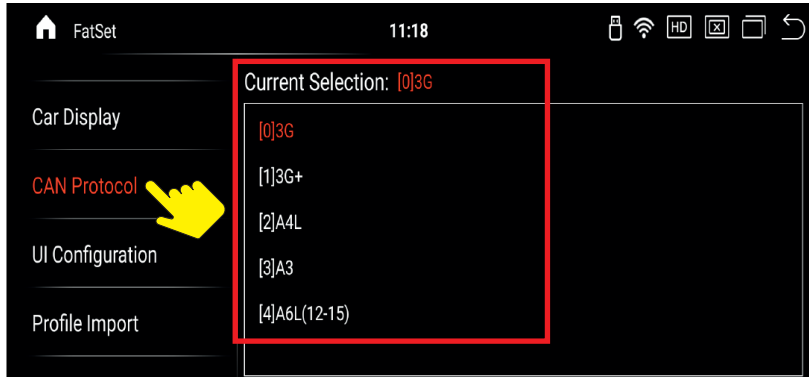 FatSet
11:18
HD
Current Selection: [0]3G
Car Display
CAN Protocol
UI Configuration
Profile Import
[0]3G
[1]3G+
[2]A4L
[3]A3
[4]A6L(12-15)